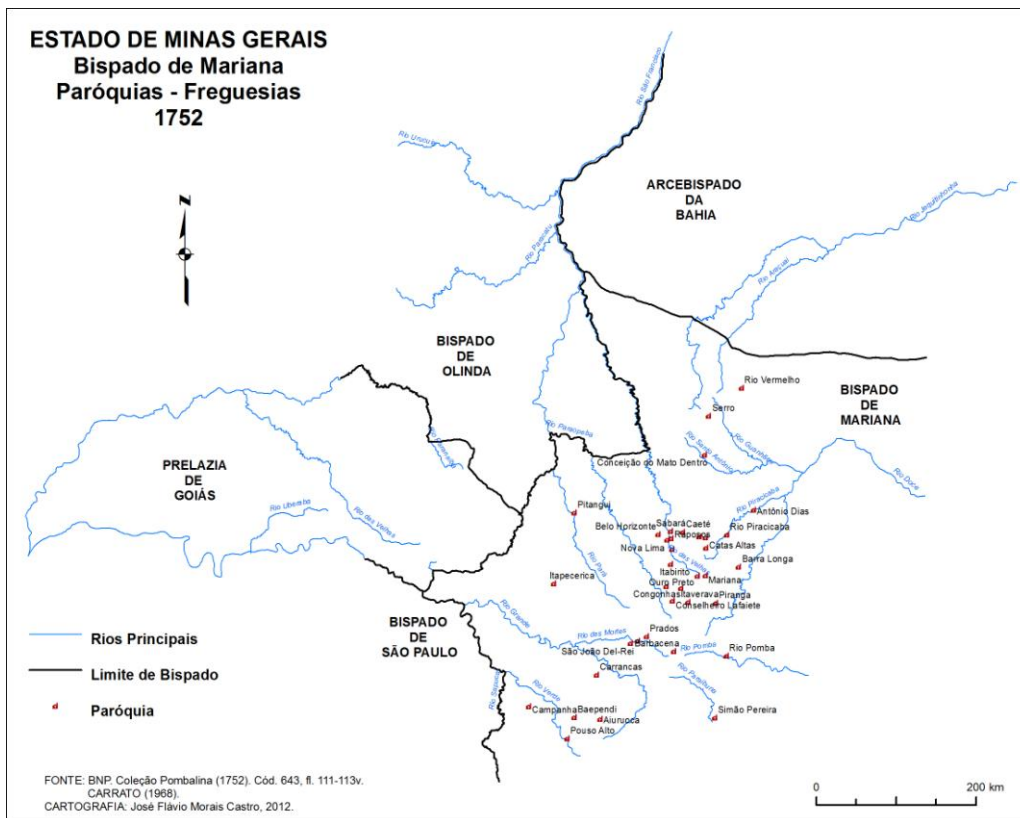 ESTADO DE MINAS GERAIS
Bispado de Mariana
Paróquias - Freguesias
1752
N
Rio São Francisco
Rio Urucuia
ARCEBISPADO
DA
BAHIA
Rio Jequitinhonha
Rio Paracatu
Rio Araçuaí
BISPADO
DE
OLINDA
Rio Vermelho
BISPADO
DE
MARIANA
Serro
Rio Paraopeba
Rio Guanhães
Rio Santo Antônio
Conceição do Mato Dentro
Rio Doce
PRELAZIA
DE
GOIÁS
Rio Uberaba
Rio das Velhas
Pitangui
Rio Piracicaba
Antônio Dias
Belo Horizonte
Sabará
Caeté
Raposos
Rio Piracicaba
Nova Lima
Catas Altas
Rio das Velhas
Barra Longa
Rio Pará
Itapecerica
Itabirito
Mariana
Ouro Preto
Congonhas
Itaverava
Piranga
Conselheiro Lafaiete
Rio Grande
BISPADO
DE
SÃO PAULO
Rios Principais
Limite de Bispado
Paróquia
Rio das Mortes
Prados
Barbacena
São João Del-Rei
Rio Pomba
Rio Pomba
Carrancas
Rio Sapucaí
Rio Verde
Campanha
Baependi
Aiuruoca
Pouso Alto
Simão Pereira
FONTE: BNP. Coleção Pombalina (1752). Cód. 643, fl. 111-113v.
CARRATO (1968).
CARTOGRAFIA: José Flávio Morais Castro, 2012.
0
200 km